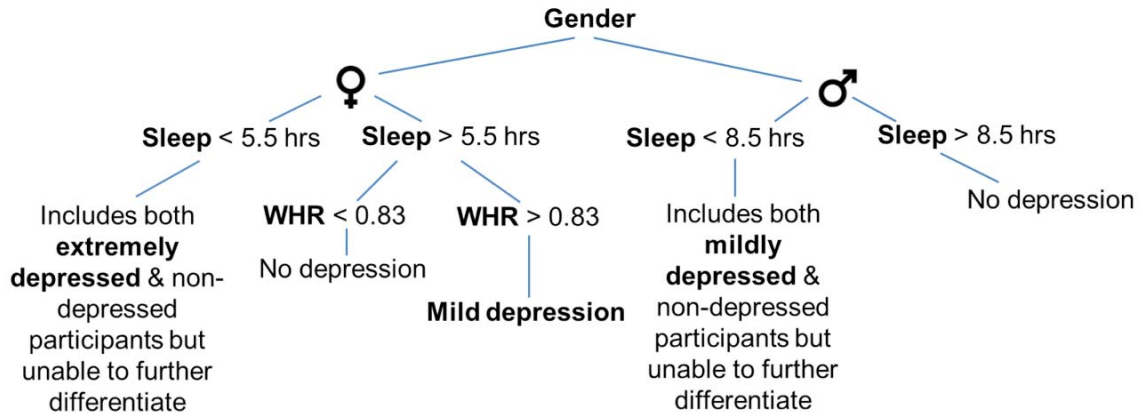 Gender
♀
♂
Sleep < 5.5 hrs
Sleep > 5.5 hrs
Sleep < 8.5 hrs
Sleep > 8.5 hrs
Includes both
extremely
depressed & non-
depressed
participants but
unable to further
differentiate
WHR < 0.83
No depression
WHR > 0.83
Mild depression
Includes both
mildly
depressed &
non-depressed
participants but
unable to further
differentiate
No depression